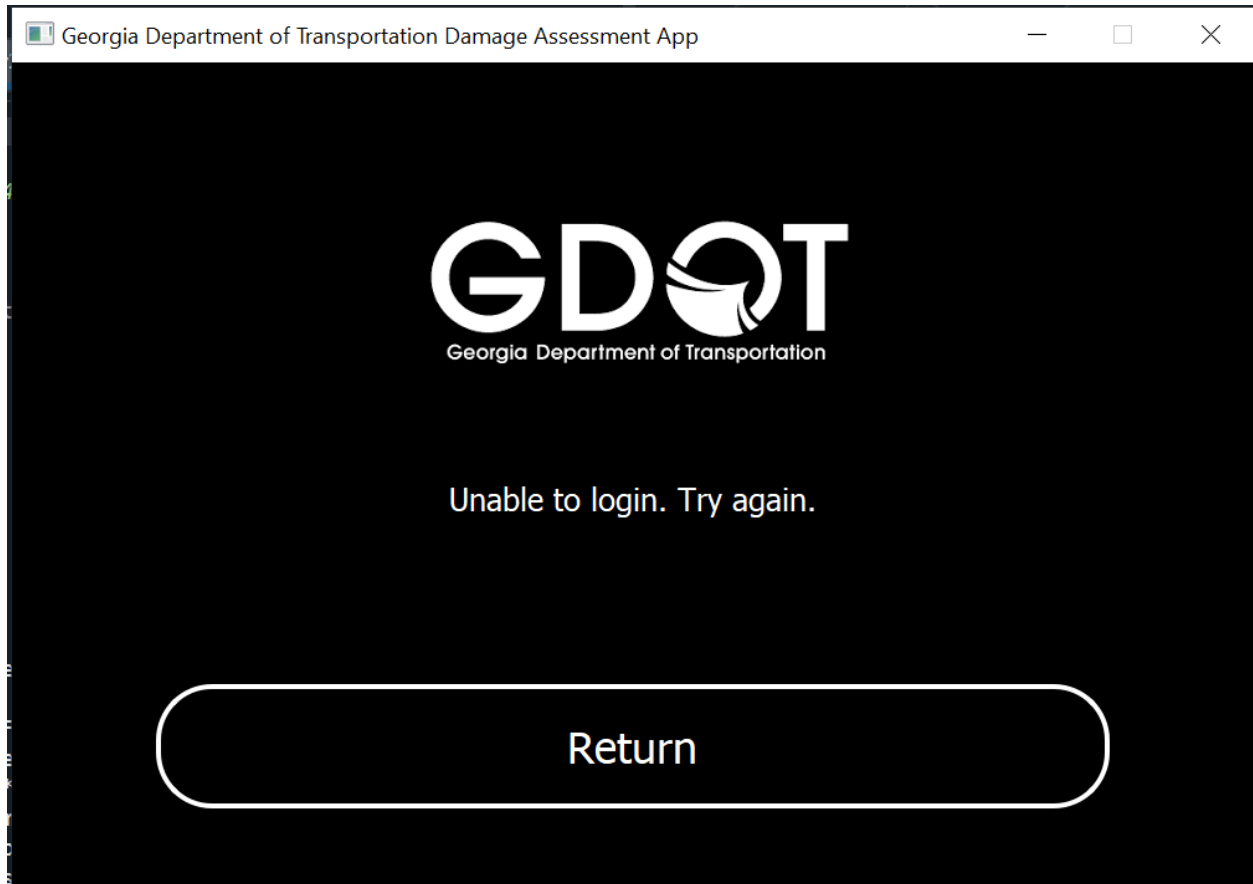 Georgia Department of Transportation Damage Assessment App
GDOT
Georgia Department of Transportation
Unable to login. Try again.
Return